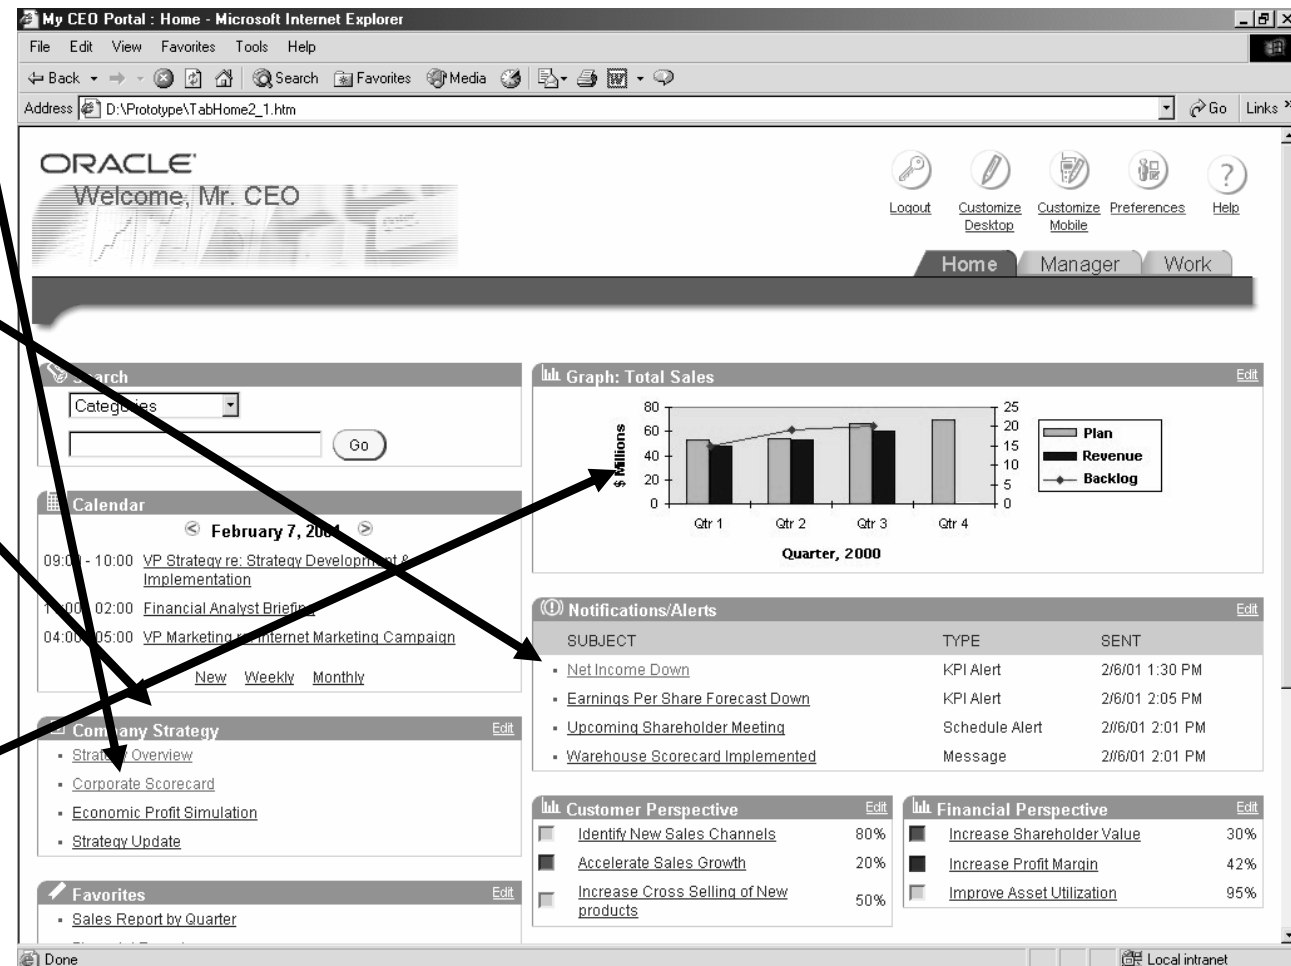 My CEO Portal : Home - Microsoft Internet Explorer
File Edit View Favorites Tools Help
Back Search Favorites Media
Address D:\Prototype\TabHome2_1.htm Go Links »
ORACLE
Welcome, Mr. CEO
Logout Customize Desktop Customize Mobile Preferences Help
Home Manager Work
Search
Categories
Go
Calendar
February 7, 2001
09:00 - 10:00 VP Strategy re: Strategy Development &
Implementation
02:00 Financial Analyst Briefing
04:00 05:00 VP Marketing re: Internet Marketing Campaign
New Weekly Monthly
Company Strategy Edit
Strategy Overview
Corporate Scorecard
Economic Profit Simulation
Strategy Update
Favorites Edit
Sales Report by Quarter
Graph: Total Sales Edit
$ Millions
80
60
40
20
0
25
20
15
10
5
0
Qtr 1 Qtr 2 Qtr 3 Qtr 4
Quarter, 2000
Plan
Revenue
Backlog
Notifications/Alerts Edit
SUBJECT TYPE SENT
Net Income Down KPI Alert 2/6/01 1:30 PM
Earnings Per Share Forecast Down KPI Alert 2/6/01 2:05 PM
Upcoming Shareholder Meeting Schedule Alert 2//6/01 2:01 PM
Warehouse Scorecard Implemented Message 2//6/01 2:01 PM
Customer Perspective Edit
Identify New Sales Channels 80%
Accelerate Sales Growth 20%
Increase Cross Selling of New
products 50%
Financial Perspective Edit
Increase Shareholder Value 30%
Increase Profit Margin 42%
Improve Asset Utilization 95%
Done Local intranet